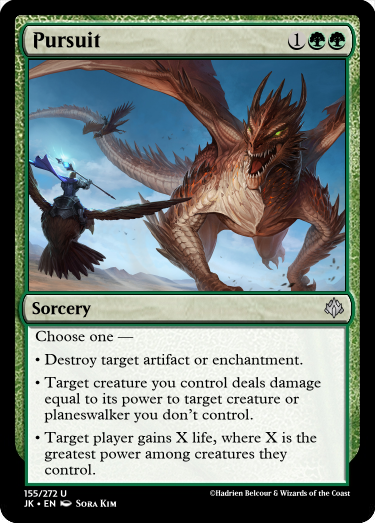 Pursuit 1
Sorcery
Choose one —
• Destroy target artifact or enchantment.
• Target creature you control deals damage
equal to its power to target creature or
planeswalker you don't control.
• Target player gains X life, where X is the
greatest power among creatures they
control.
155/272 U
JK • EN Sora Kim
©Hadrien Belcour & Wizards of the Coast